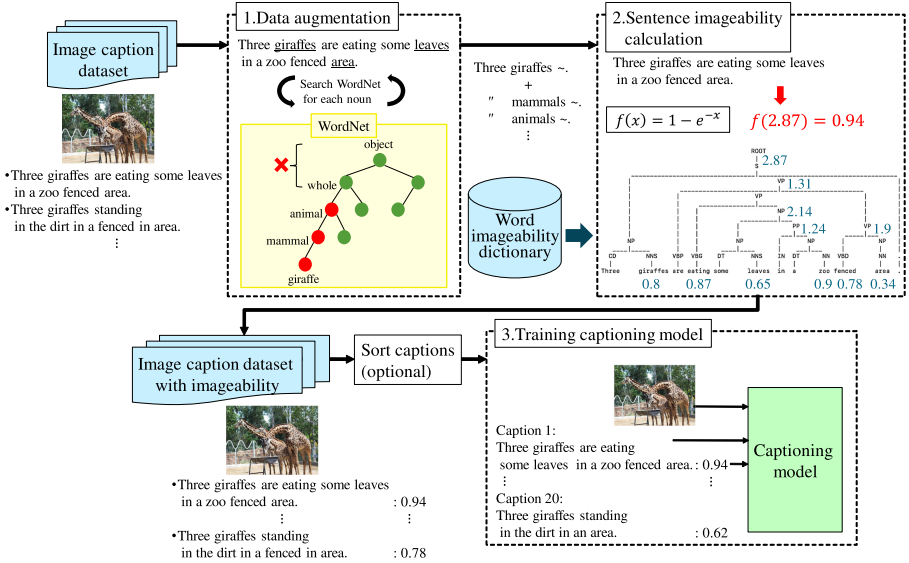 Image caption
dataset
•Three giraffes are eating some leaves
in a zoo fenced area.
•Three giraffes standing
in the dirt in a fenced in area.
⋮
1.Data augmentation
Three giraffes are eating some leaves
in a zoo fenced area.
Search WordNet
for each noun
WordNet
object
whole
animal
mammal
giraffe
Three giraffes ~.
+
" mammals ~.
" animals ~.
⋮
Word
imageability
dictionary
2.Sentence imageability
calculation
Three giraffes are eating some leaves
in a zoo fenced area.
f(x) = 1 − e^{-x}
f(2.87) = 0.94
ROOT
S 2.87
VP 1.31
VP
NP 2.14
PP 1.24 VP 1.9
NP NP NP NP
CD NNS VBP VBG DT NNS IN DT NN VBD NN .
Three giraffes are eating some leaves in a zoo fenced area .
0.8 0.87 0.65 0.9 0.78 0.34
Image caption dataset
with imageability
Sort captions
(optional)
•Three giraffes are eating some leaves
in a zoo fenced area. : 0.94
⋮ ⋮
•Three giraffes standing
in the dirt in a fenced in area. : 0.78
3.Training captioning model
Caption 1:
Three giraffes are eating
some leaves in a zoo fenced area. : 0.94
⋮ ⋮
Caption 20:
Three giraffes standing
in the dirt in an area. : 0.62
Captioning
model